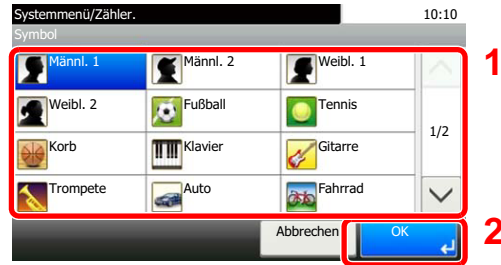 Systemmenü/Zähler. 10:10
Symbol
1
Männl. 1 Männl. 2 Weibl. 1
Weibl. 2 Fußball Tennis
1/2
Korb Klavier Gitarre
Trompete Auto Fahrrad
Abbrechen OK
2